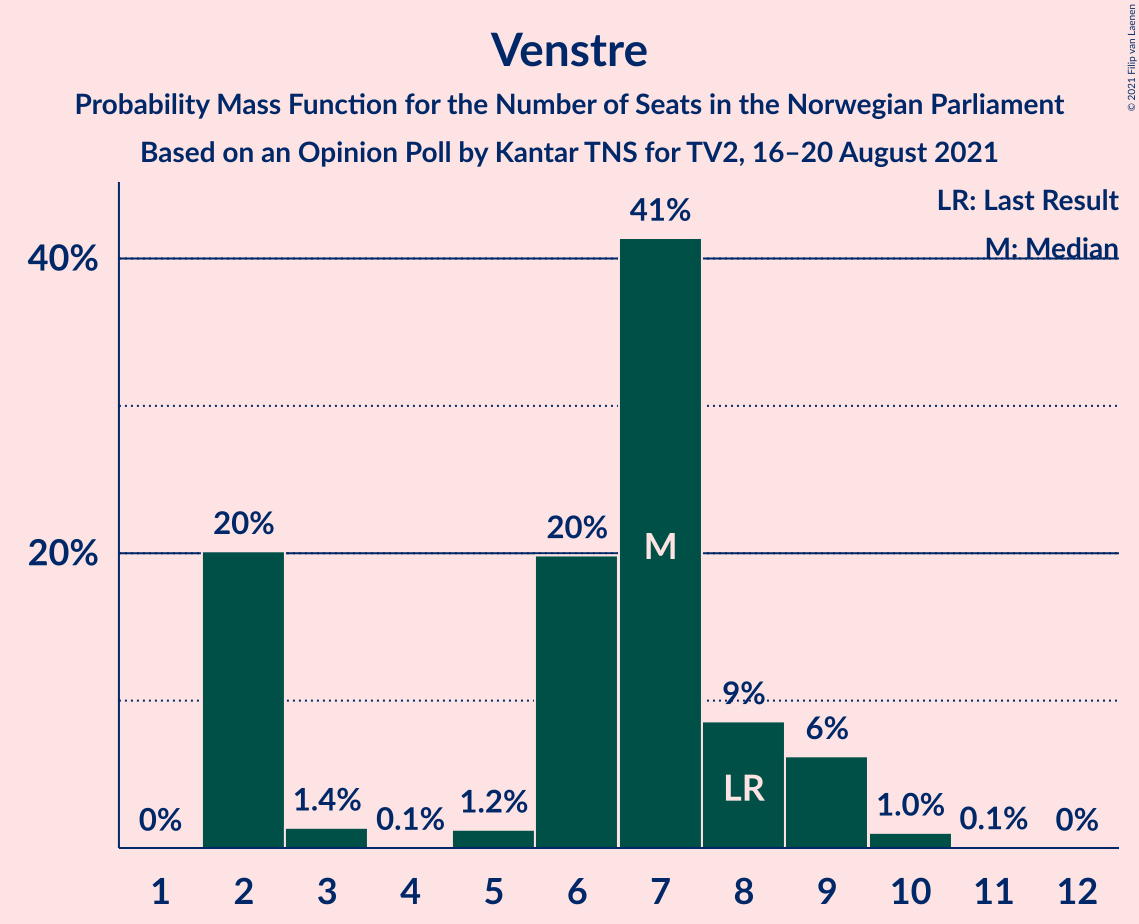 Venstre
Probability Mass Function for the Number of Seats in the Norwegian Parliament
Based on an Opinion Poll by Kantar TNS for TV2, 16–20 August 2021
© 2021 Filip van Laenen
LR: Last Result
M: Median
40%
20%
0%
20%
1.4%
0.1%
1.2%
20%
41%
9%
6%
1.0%
0.1%
0%
M
LR
1 2 3 4 5 6 7 8 9 10 11 12